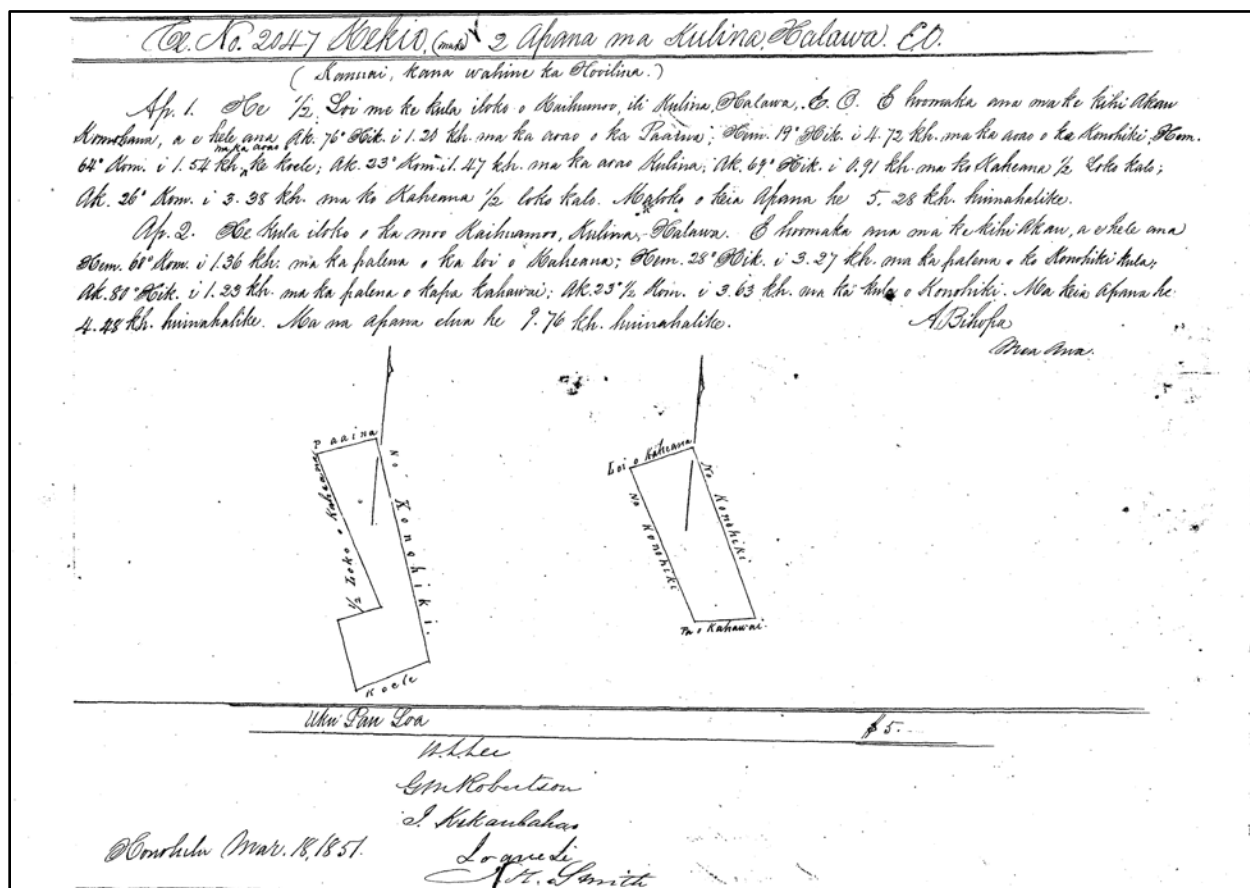 Cl. No. 2047 Kekio, (make) 2 Apana ma Kulina, Halawa. E.O.
(Kamuai, kana wahine ka Hooilina.)
Ap. 1. He 1/2 Loi me ke kula iloko o Kaihumoo, ili Kulina, Halawa, E. O. E hoomaka ana ma ke kihi Akau
Komohana, a e hele ana Ak. 76° Hik. i 1.20 kh. ma ka aoao o ka Paaina; Hem. 19° Hik. i 4.72 kh. ma ka aoao o ka Konohiki, Hem.
64° Kom. i 1.54 kh. ma ka aoao ke koele; Ak. 23° Kom. i 1.47 kh. ma ka aoao Kulina; Ak. 69° Hik. i 0.91 kh. ma ko Kaheana 1/2 Loko kalo;
Ak. 26° Kom. i 3.38 kh. ma ko Kaheana 1/2 loko kalo. Maloko o keia Apana he 5.28 kh. huinahalike.
Ap. 2. He kula iloko o ka moo Kaihuamoo, Kulina, Halawa. E hoomaka ana ma ke kihi Akau, a e hele ana
Hem. 60° Kom. i 1.36 kh. ma ka palena o ka loi o Kaheana; Hem. 28° Hik. i 3.27 kh. ma ka palena o ko Konohiki kula;
Ak. 80° Hik. i 1.23 kh. ma ka palena o kapa kahawai; Ak. 23° 1/2 Kom. i 3.63 kh. ma ka kula o Konohiki. Ma keia Apana he
4.48 kh. huinahalike. Ma na apana elua he 9.76 kh. huinahalike.
A Bihopa
Mea Ana.
Paaina
No Konohiki.
1/2 Loko o Kaheana
Koele
Loi o Kaheana
No Konohiki
No Konohiki
Pa o Kahawai.
Uku Pau Loa $5.
W. L. Lee
G M Robertson
J. Kekaulahao
Honolulu Mar. 18, 1851.
Ioane Ii
J. H. Smith